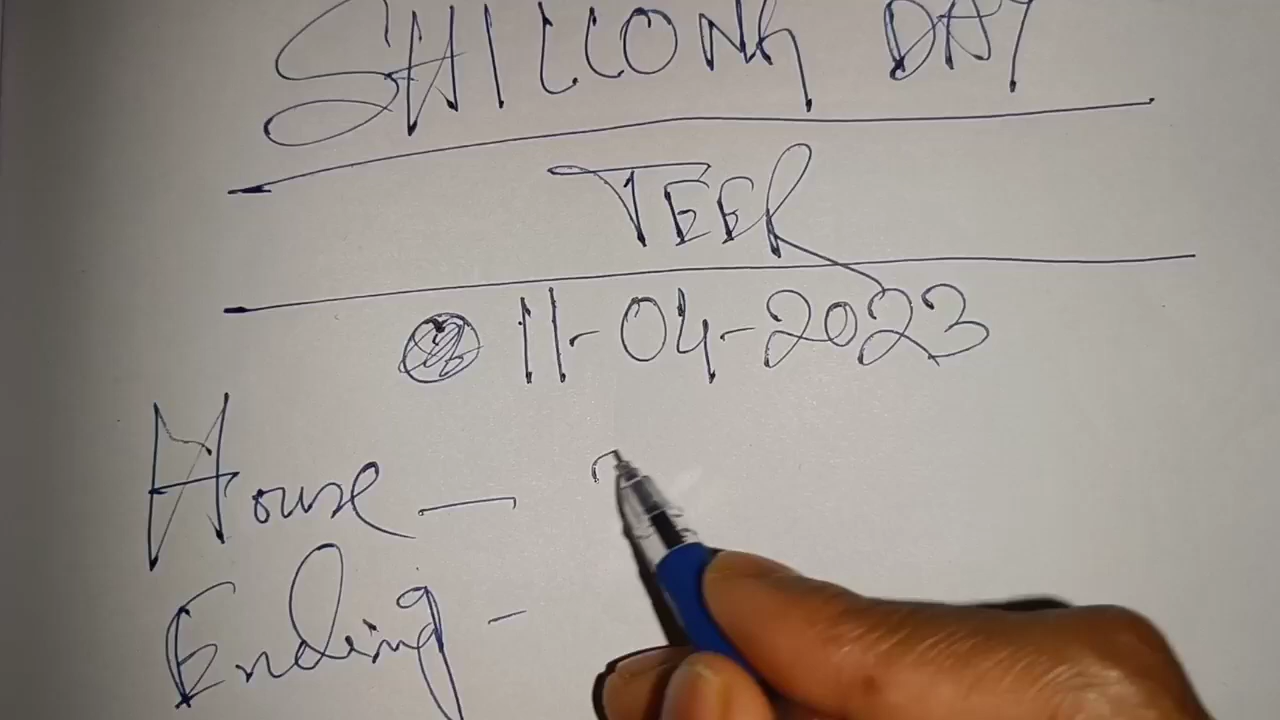 SHILLONG DAY
TEER
11-04-2023
House -
Ending -